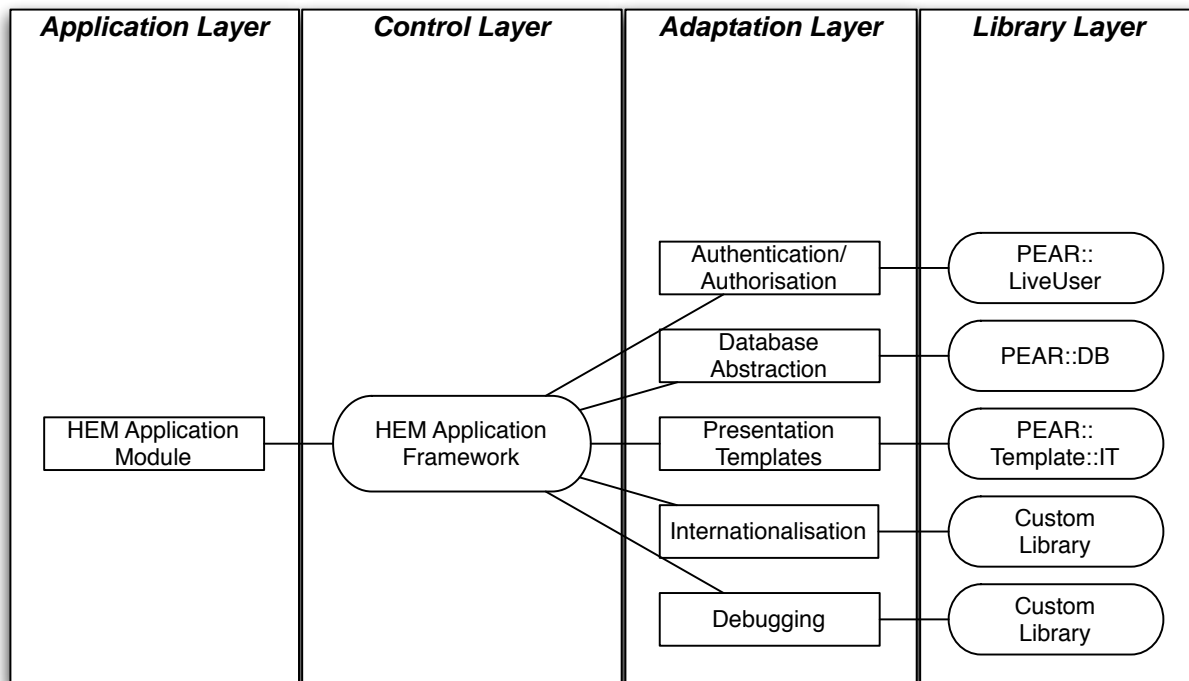 Application Layer
Control Layer
Adaptation Layer
Library Layer
HEM Application
Module
HEM Application
Framework
Authentication/
Authorisation
PEAR::
LiveUser
Database
Abstraction
PEAR::DB
Presentation
Templates
PEAR::
Template::IT
Internationalisation
Custom
Library
Debugging
Custom
Library